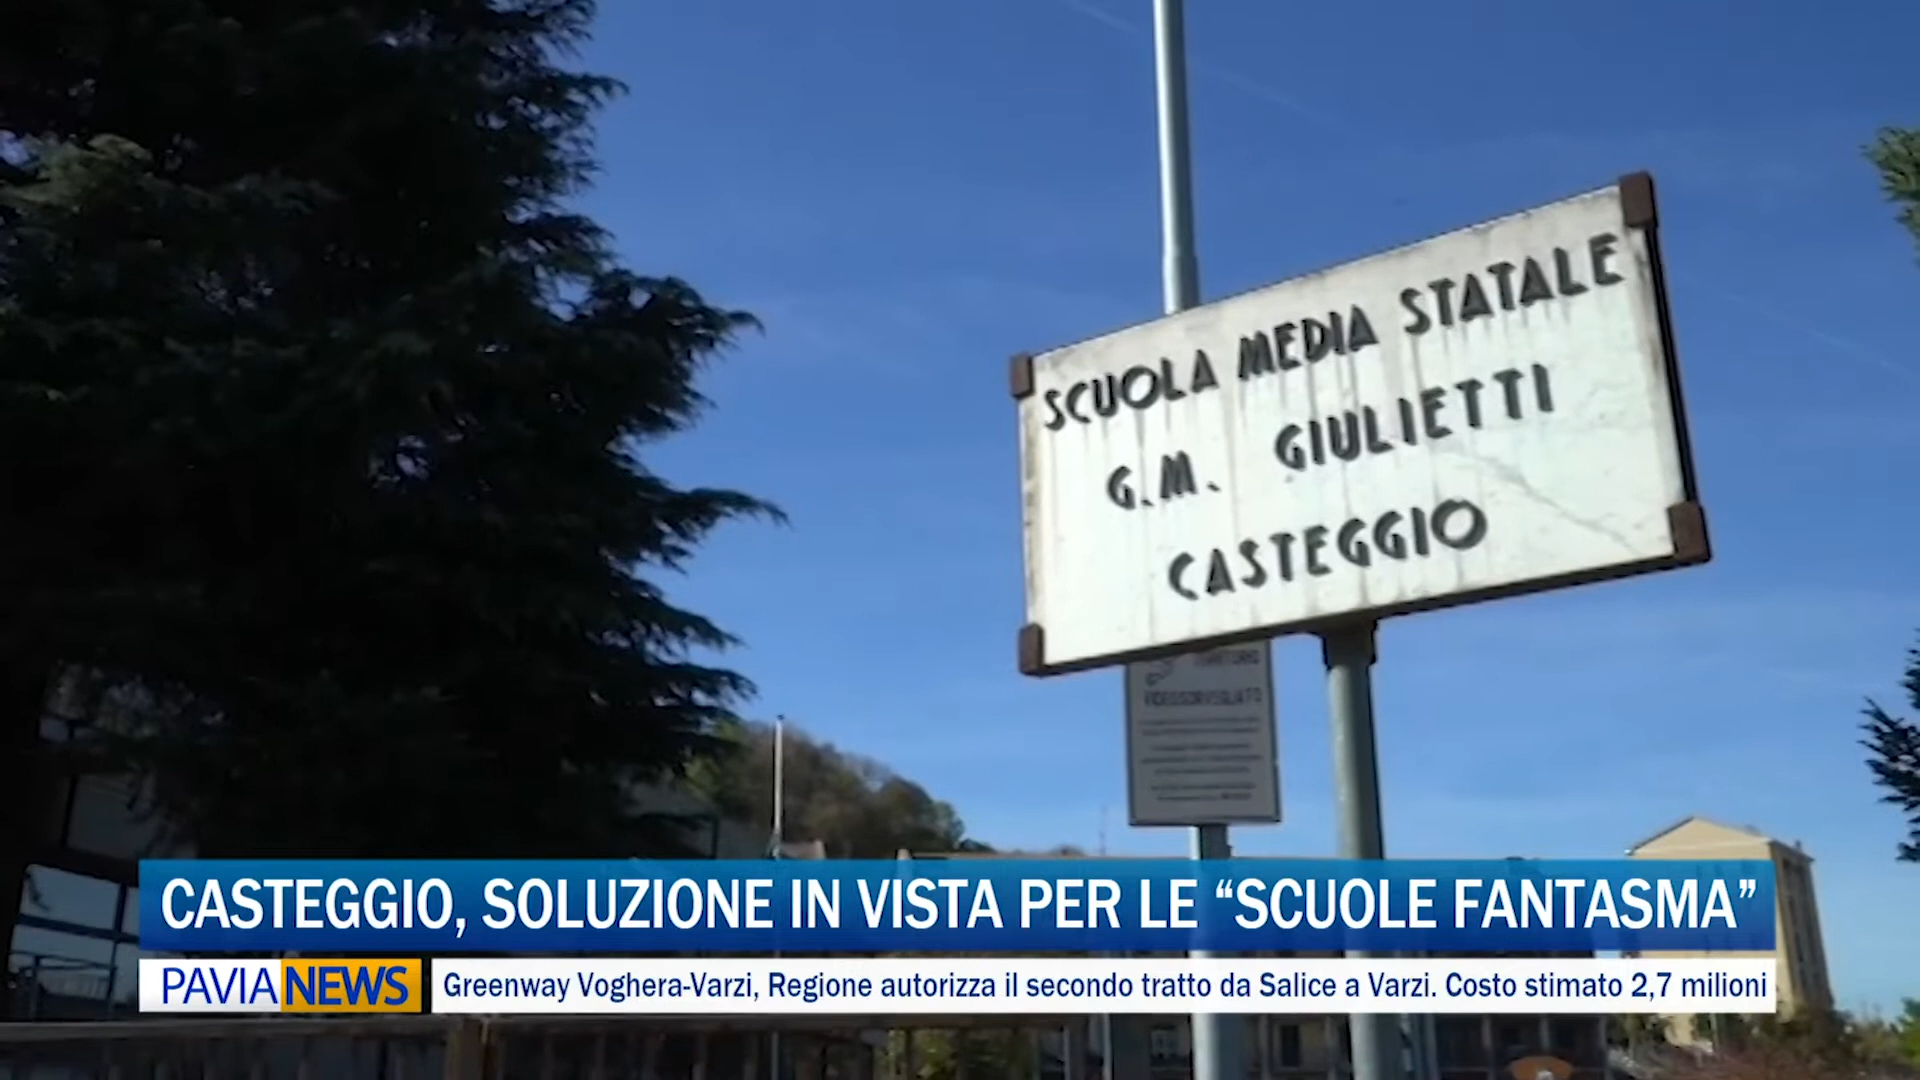 SCUOLA MEDIA STATALE
G.M. GIULIETTI
CASTEGGIO
VIDEOSORVEGLIATO
CASTEGGIO, SOLUZIONE IN VISTA PER LE “SCUOLE FANTASMA”
PAVIA NEWS
Greenway Voghera-Varzi, Regione autorizza il secondo tratto da Salice a Varzi. Costo stimato 2,7 milioni